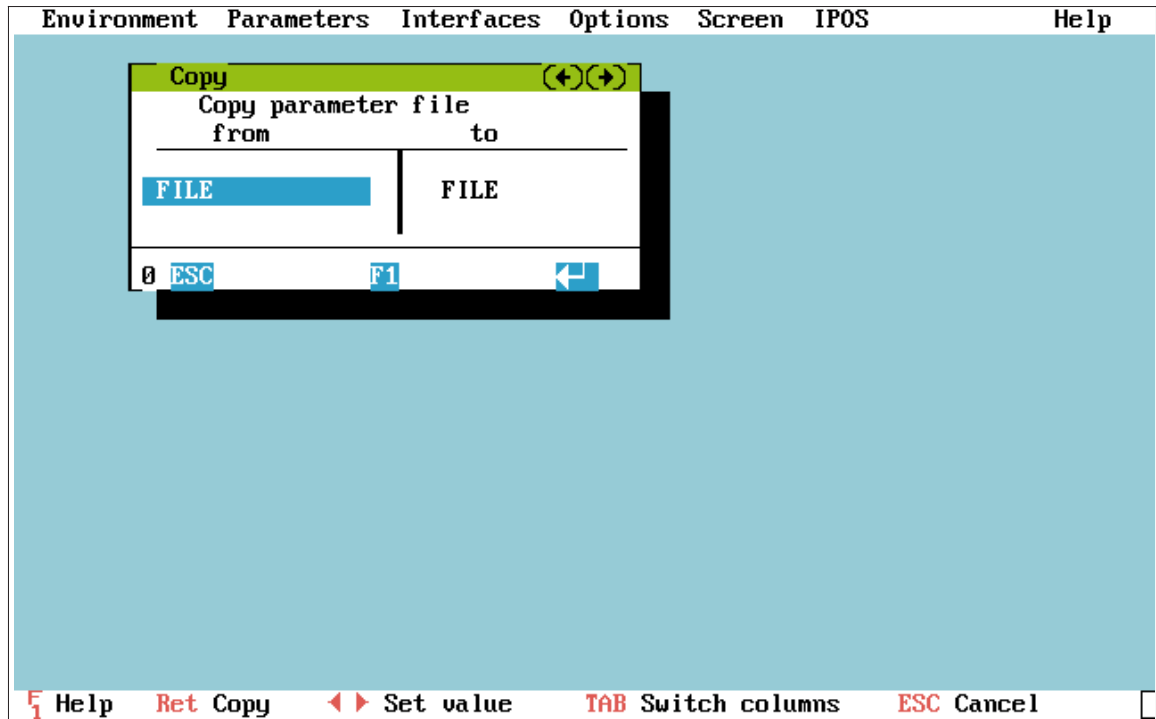 Environment Parameters Interfaces Options Screen IPOS Help
Copy (←)(→)
Copy parameter file
from to
FILE FILE
0 ESC F1 ↵
F1 Help Ret Copy ◄ ► Set value TAB Switch columns ESC Cancel